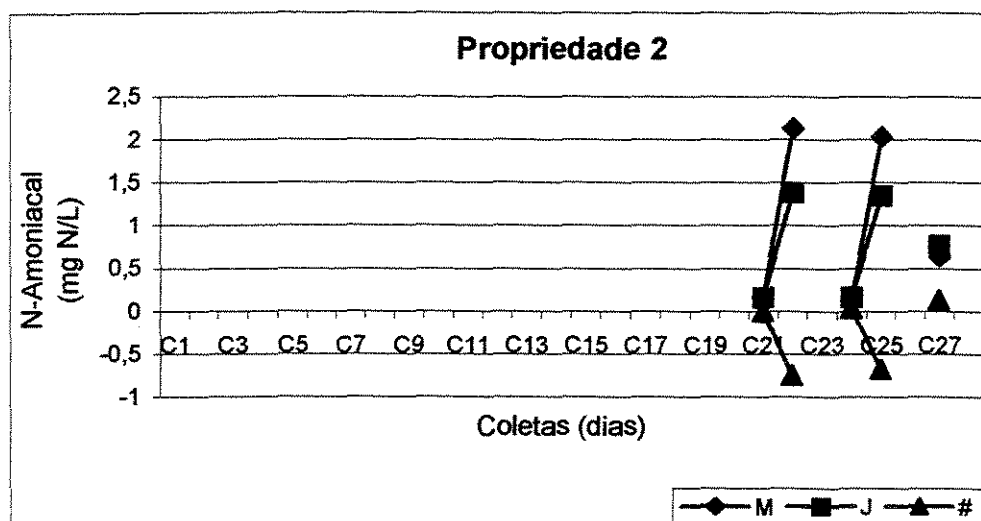 Propriedade 2
N-Amoniacal
(mg N/L)
2,5
2
1,5
1
0,5
0
-0,5
-1
C1 C3 C5 C7 C9 C11 C13 C15 C17 C19 C21 C23 C25 C27
Coletas (dias)
M J #